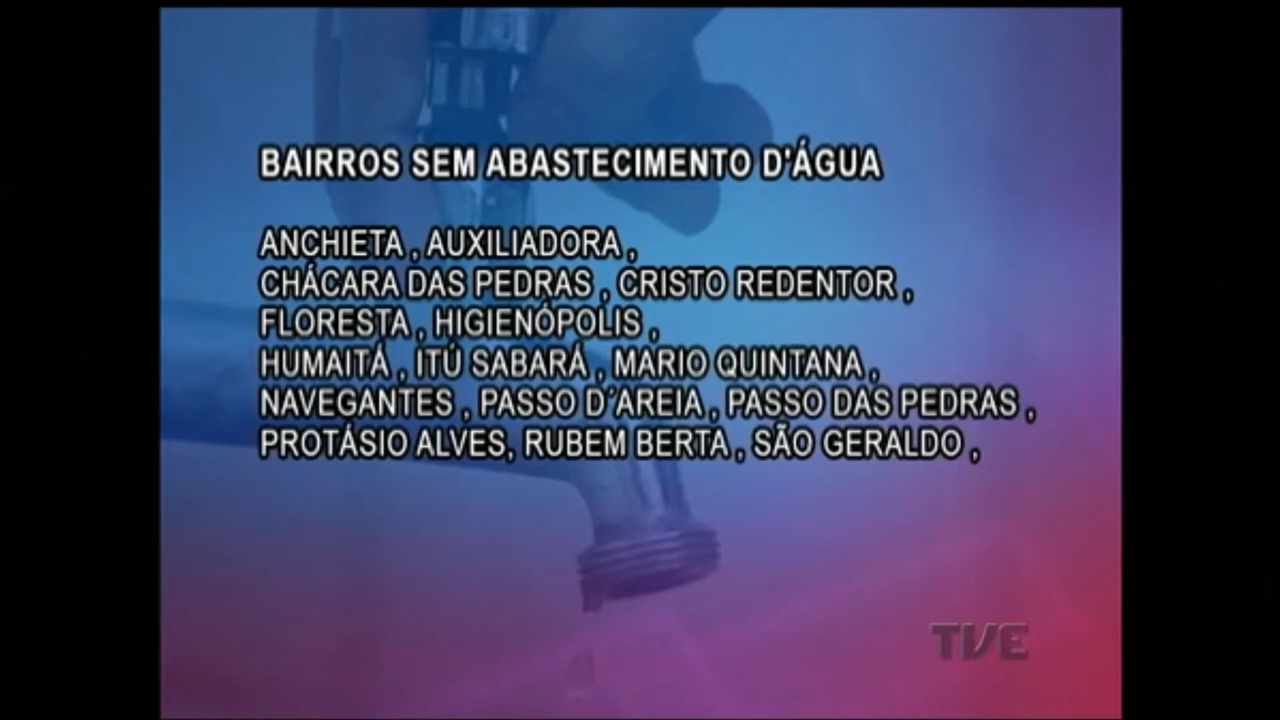 BAIRROS SEM ABASTECIMENTO D'ÁGUA
ANCHIETA , AUXILIADORA ,
CHÁCARA DAS PEDRAS , CRISTO REDENTOR ,
FLORESTA , HIGIENÓPOLIS ,
HUMAITÁ , ITÚ SABARÁ , MARIO QUINTANA ,
NAVEGANTES , PASSO D´AREIA , PASSO DAS PEDRAS ,
PROTÁSIO ALVES, RUBEM BERTA , SÃO GERALDO ,
TVE